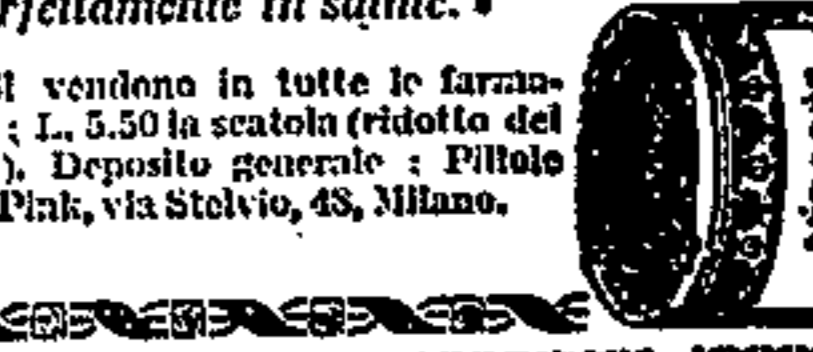 rfettamente in salute. »
si vendono in tutte le farma-
; L. 5.50 la scatola (ridotto del
). Deposito generale : Pillole
Pink, via Stelvio, 48, Milano.